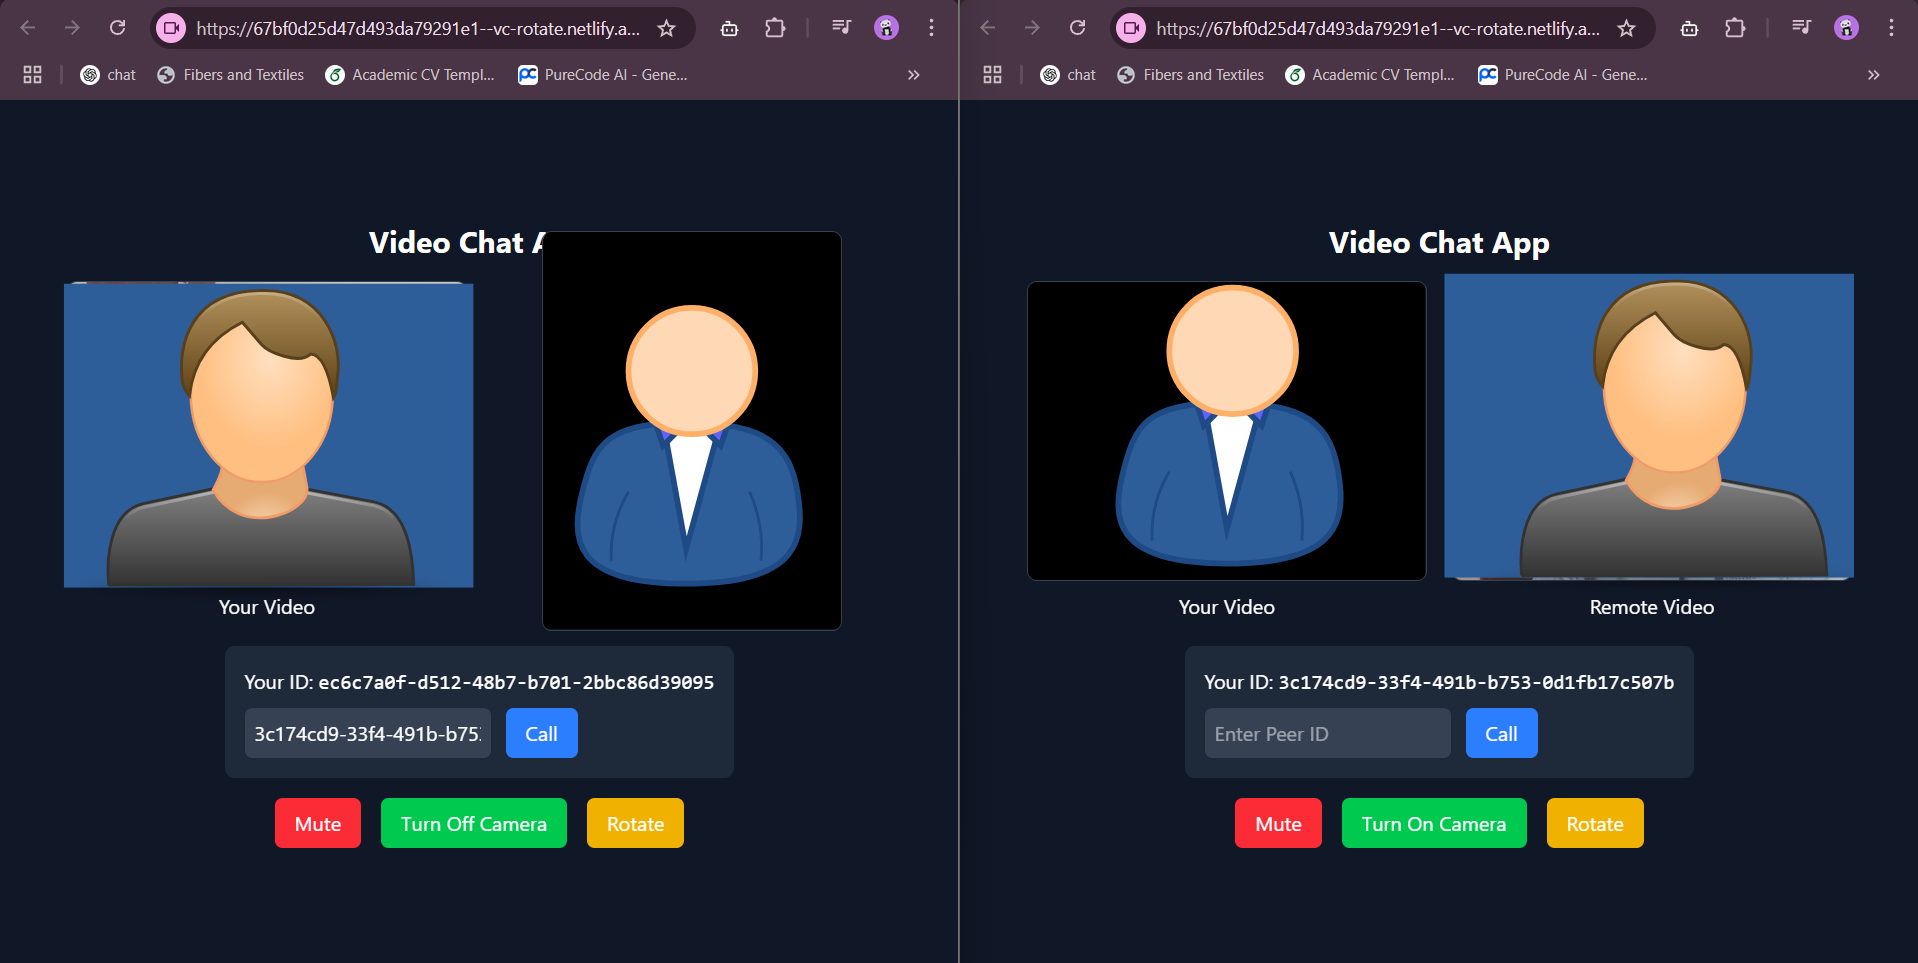 https://67bf0d25d47d493da79291e1--vc-rotate.netlify.a...
chat
Fibers and Textiles
Academic CV Templ...
PureCode AI - Gene...
Video Chat A
Your Video
Your ID: ec6c7a0f-d512-48b7-b701-2bbc86d39095
3c174cd9-33f4-491b-b75
Call
Mute
Turn Off Camera
Rotate
https://67bf0d25d47d493da79291e1--vc-rotate.netlify.a...
chat
Fibers and Textiles
Academic CV Templ...
PureCode AI - Gene...
Video Chat App
Your Video
Remote Video
Your ID: 3c174cd9-33f4-491b-b753-0d1fb17c507b
Enter Peer ID
Call
Mute
Turn On Camera
Rotate